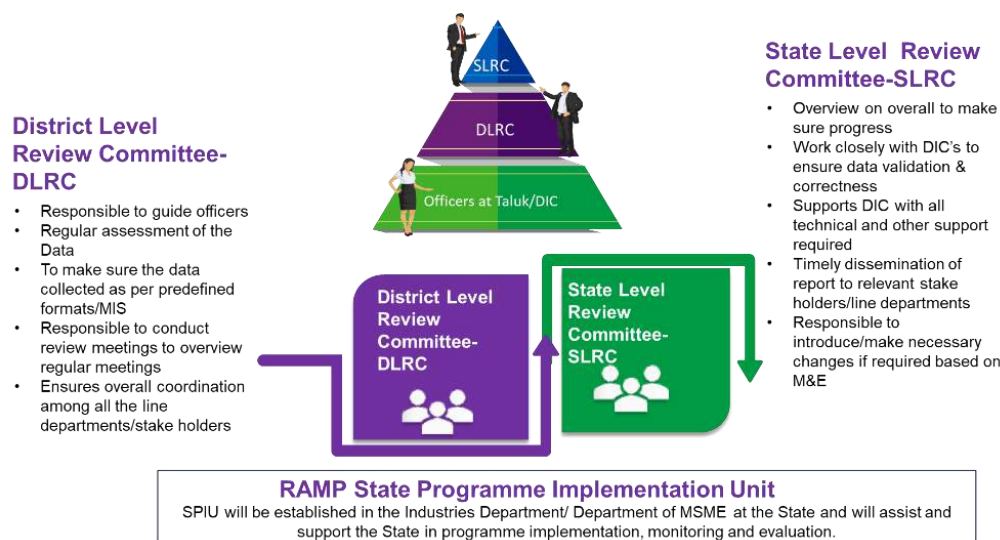 SLRC
DLRC
Officers at Taluk/DIC
District Level
Review Committee-
DLRC
• Responsible to guide officers
• Regular assessment of the
Data
• To make sure the data
collected as per predefined
formats/MIS
• Responsible to conduct
review meetings to overview
regular meetings
• Ensures overall coordination
among all the line
departments/stake holders
District Level
Review
Committee-
DLRC
State Level
Review
Committee-
SLRC
State Level Review
Committee-SLRC
• Overview on overall to make
sure progress
• Work closely with DIC's to
ensure data validation &
correctness
• Supports DIC with all
technical and other support
required
• Timely dissemination of
report to relevant stake
holders/line departments
• Responsible to
introduce/make necessary
changes if required based on
M&E
RAMP State Programme Implementation Unit
SPIU will be established in the Industries Department/ Department of MSME at the State and will assist and
support the State in programme implementation, monitoring and evaluation.